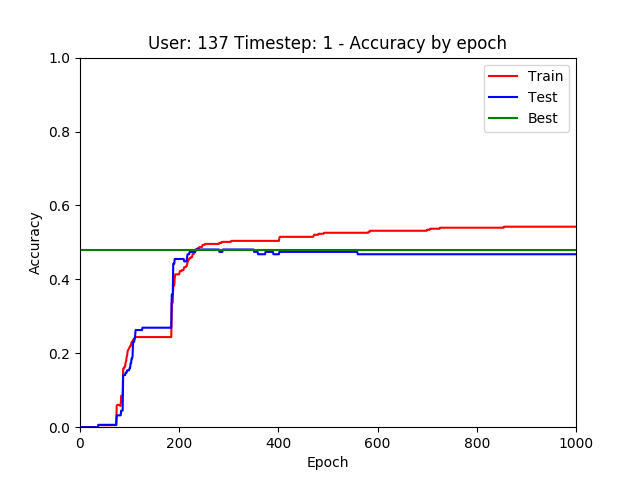 User: 137 Timestep: 1 - Accuracy by epoch
Train
Test
Best
1.0
0.8
0.6
0.4
0.2
0.0
Accuracy
0 200 400 600 800 1000
Epoch